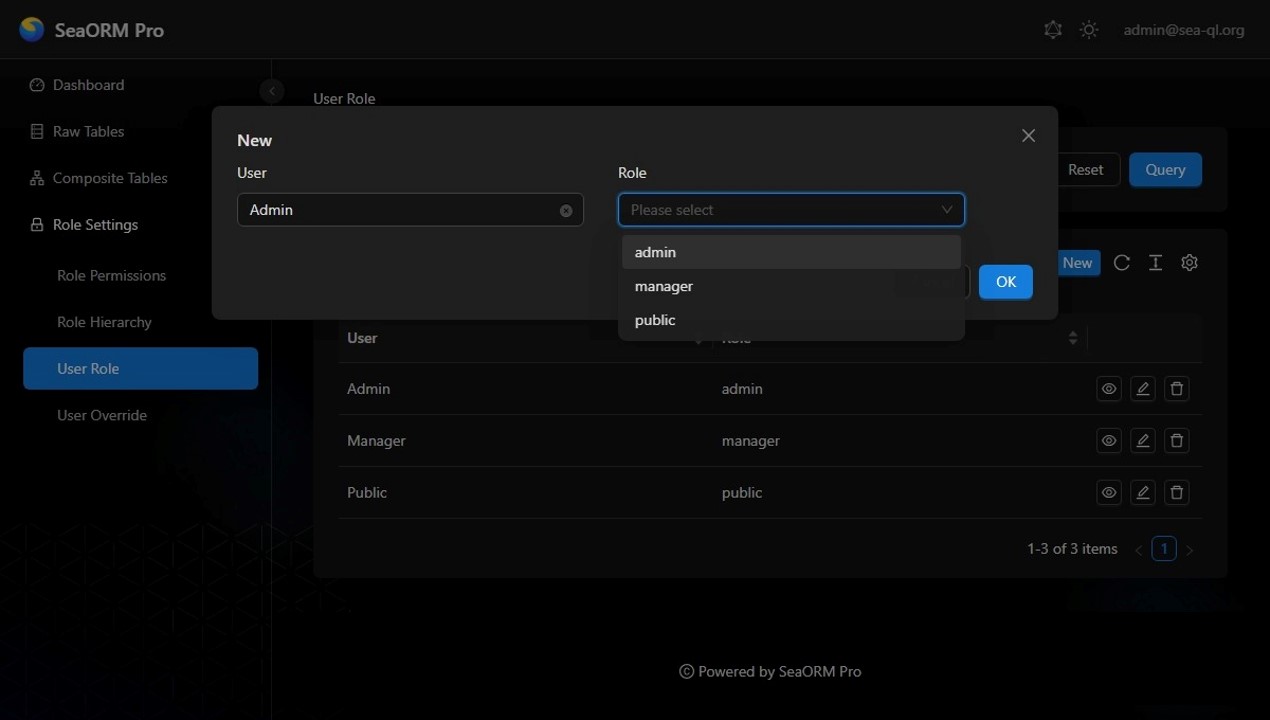 SeaORM Pro
admin@sea-ql.org
Dashboard
Raw Tables
Composite Tables
Role Settings
Role Permissions
Role Hierarchy
User Role
User Override
User Role
Reset
Query
New
New
User
Role
Admin
Please select
admin
manager
public
OK
User
Role
Admin
admin
Manager
manager
Public
public
1-3 of 3 items
1
© Powered by SeaORM Pro